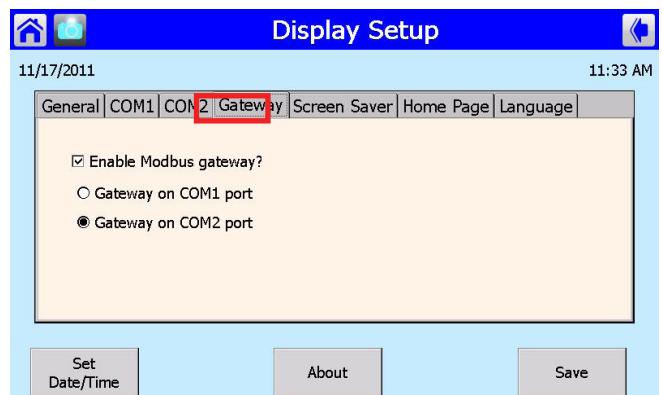 Display Setup
11/17/2011 11:33 AM
General COM1 COM2 Gateway Screen Saver Home Page Language
Enable Modbus gateway?
Gateway on COM1 port
Gateway on COM2 port
Set
Date/Time
About
Save